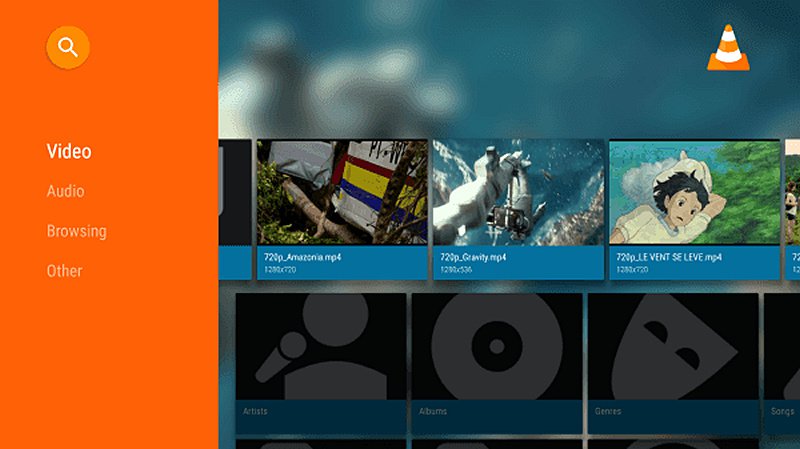 Video
Audio
Browsing
Other
720p_Amazonia.mp4
1280x720
720p_Gravity.mp4
1280x536
720p_LE VENT SE LEVE.mp4
1280x720
Artists
Albums
Genres
Songs